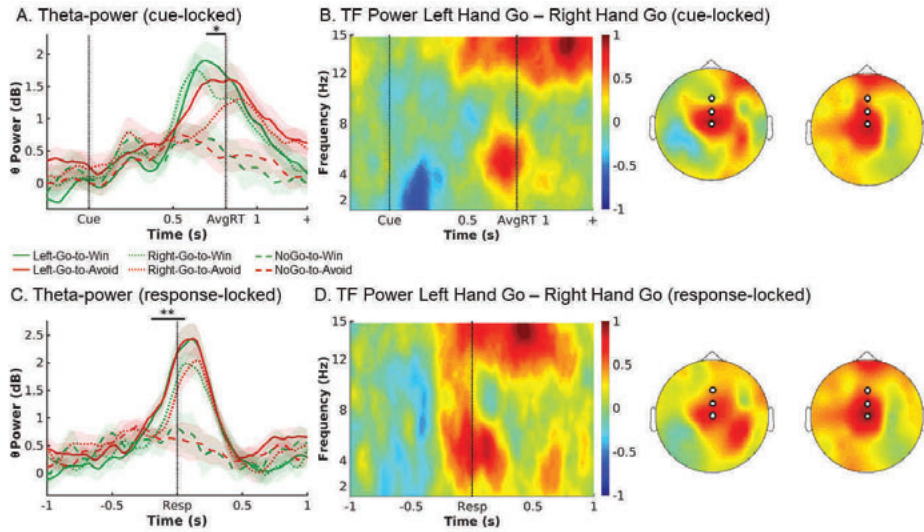 A. Theta-power (cue-locked)
*
θ Power (dB)
2
1.5
1
0.5
0
Cue
0.5
AvgRT
1
+
Time (s)
B. TF Power Left Hand Go – Right Hand Go (cue-locked)
Frequency (Hz)
15
12
8
4
2
Cue
0.5
AvgRT
1
+
Time (s)
1
0.5
0
-0.5
-1
Left-Go-to-Win
Right-Go-to-Win
NoGo-to-Win
Left-Go-to-Avoid
Right-Go-to-Avoid
NoGo-to-Avoid
C. Theta-power (response-locked)
**
θ Power (dB)
2.5
2
1.5
1
0.5
0
-1
-0.5
Resp
0.5
1
Time (s)
D. TF Power Left Hand Go – Right Hand Go (response-locked)
Frequency (Hz)
15
12
8
4
2
-1
-0.5
Resp
0.5
1
Time (s)
1
0.5
0
-0.5
-1